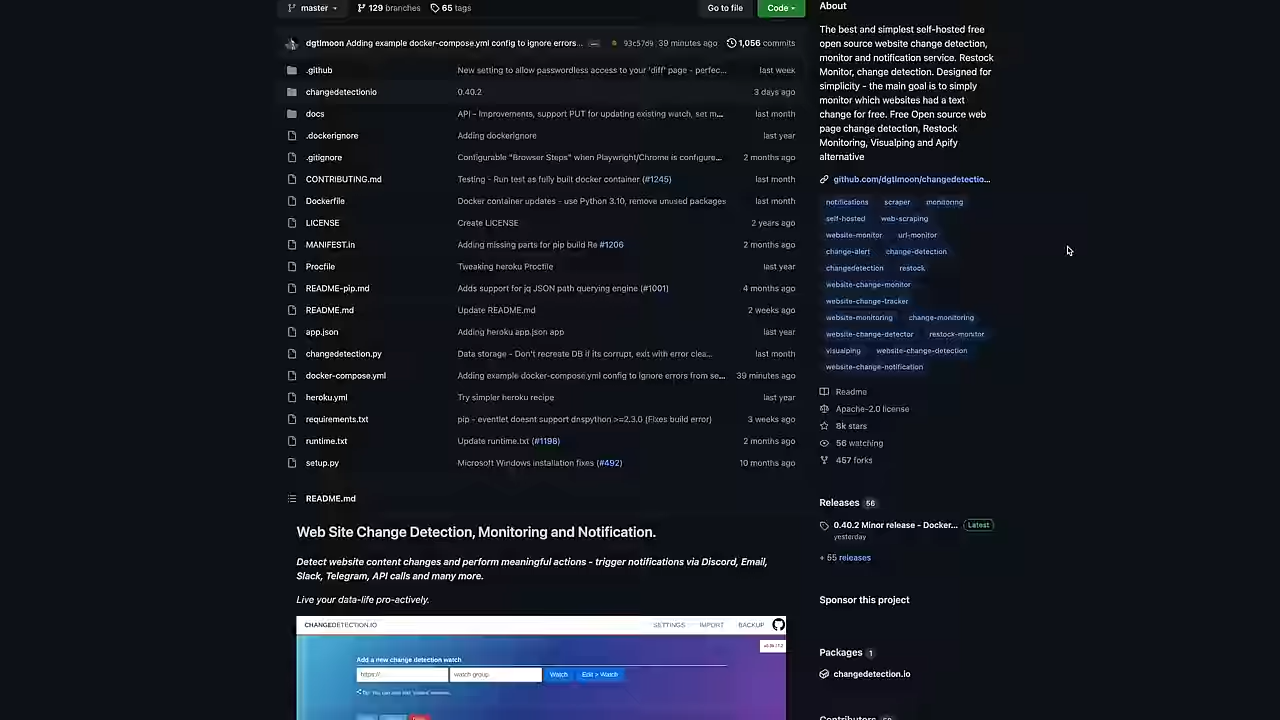 master
129 branches
65 tags
Go to file
Code
dgtlmoon Adding example docker-compose.yml config to ignore errors... 93c57d9 39 minutes ago 1,056 commits
.github New setting to allow passwordless access to your 'diff' page - perfec... last week
changedetectionio 0.40.2 3 days ago
docs API - Improvements, support PUT for updating existing watch, set m... last month
.dockerignore Adding dockerignore last year
.gitignore Configurable "Browser Steps" when Playwright/Chrome is configure... 2 months ago
CONTRIBUTING.md Testing - Run test as fully built docker container (#1245) last month
Dockerfile Docker container updates - use Python 3.10, remove unused packages last month
LICENSE Create LICENSE 2 years ago
MANIFEST.in Adding missing parts for pip build Re #1206 2 months ago
Procfile Tweaking heroku Procfile last year
README-pip.md Adds support for jq JSON path querying engine (#1001) 4 months ago
README.md Update README.md 2 weeks ago
app.json Adding heroku app.json app last year
changedetection.py Data storage - Don't recreate DB if its corrupt, exit with error clea... last month
docker-compose.yml Adding example docker-compose.yml config to ignore errors from se... 39 minutes ago
heroku.yml Try simpler heroku recipe last year
requirements.txt pip - eventlet doesnt support dnspython >=2.3.0 (Fixes build error) 3 weeks ago
runtime.txt Update runtime.txt (#1198) 2 months ago
setup.py Microsoft Windows installation fixes (#492) 10 months ago
README.md
Web Site Change Detection, Monitoring and Notification.
Detect website content changes and perform meaningful actions - trigger notifications via Discord, Email,
Slack, Telegram, API calls and many more.
Live your data-life pro-actively.
CHANGEDETECTION.IO SETTINGS IMPORT BACKUP
Add a new change detection watch
https://... watch group Watch Edit > Watch
About
The best and simplest self-hosted free
open source website change detection,
monitor and notification service. Restock
Monitor, change detection. Designed for
simplicity - the main goal is to simply
monitor which websites had a text
change for free. Free Open source web
page change detection, Restock
Monitoring, Visualping and Apify
alternative
github.com/dgtlmoon/changedetectio...
notifications scraper monitoring
self-hosted web-scraping
website-monitor url-monitor
change-alert change-detection
changedetection restock
website-change-monitor
website-change-tracker
website-monitoring change-monitoring
website-change-detector restock-monitor
visualping website-change-detection
website-change-notification
Readme
Apache-2.0 license
8k stars
56 watching
457 forks
Releases 56
0.40.2 Minor release - Docker... Latest
yesterday
+ 55 releases
Sponsor this project
Packages 1
changedetection.io
Contributors